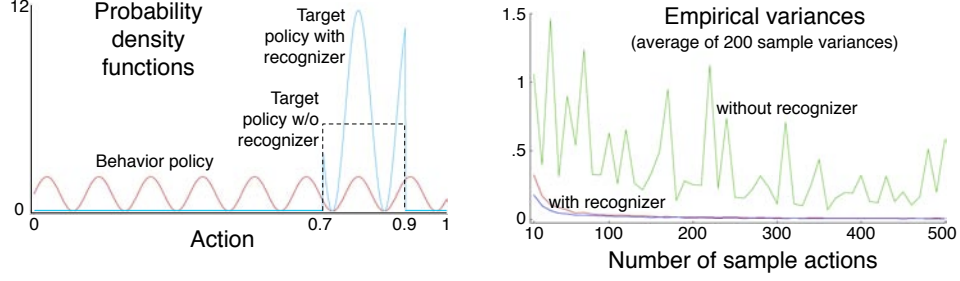 Probability
density
functions
12
0
Target
policy with
recognizer
Target
policy w/o
recognizer
Behavior policy
0
0.7
0.9
1
Action
Empirical variances
(average of 200 sample variances)
1.5
1
.5
0
without recognizer
with recognizer
10
100
200
300
400
500
Number of sample actions